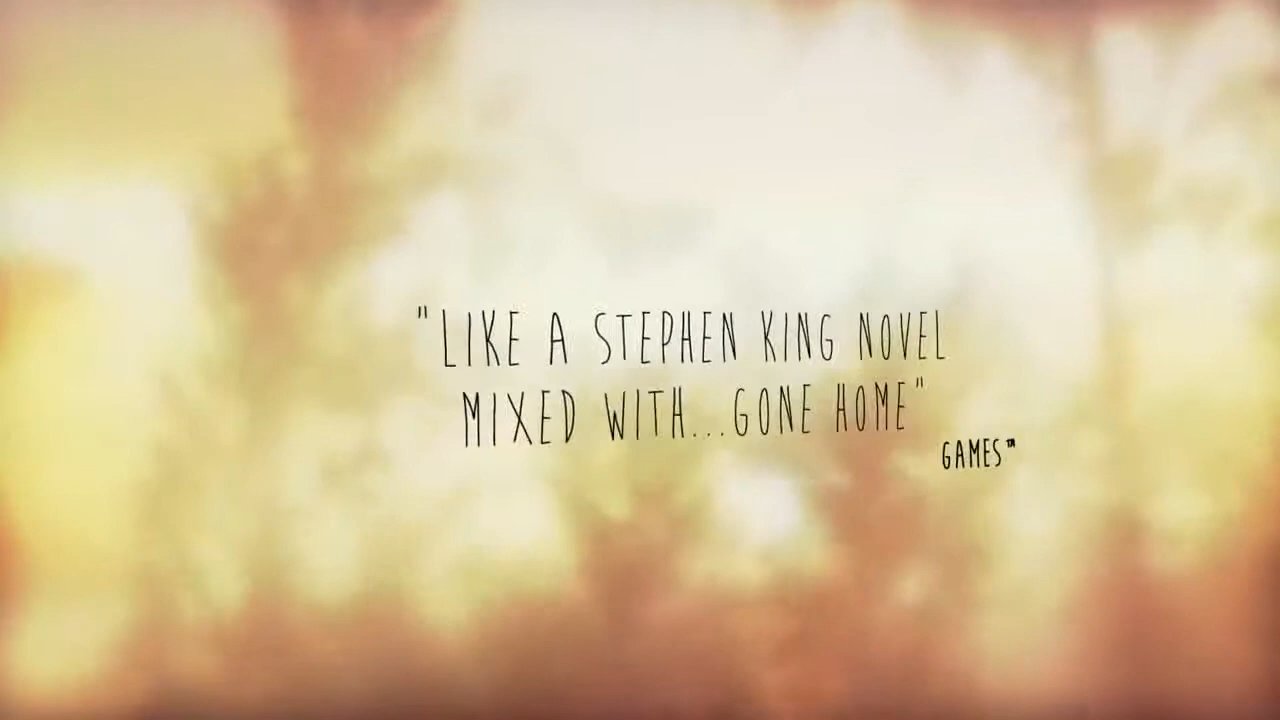 "LIKE A STEPHEN KING NOVEL
MIXED WITH...GONE HOME"
GAMES™